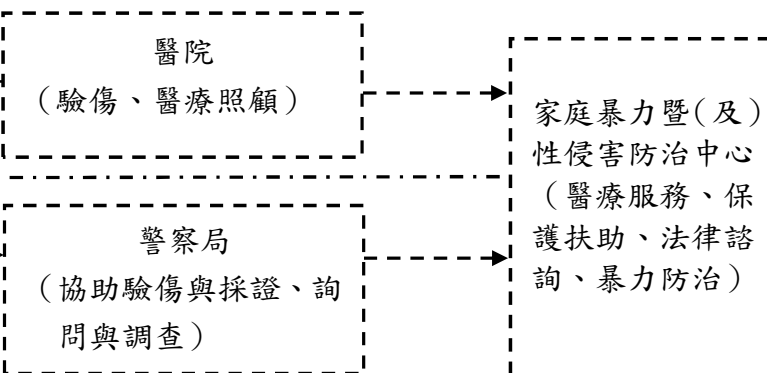 醫院
（驗傷、醫療照顧）
警察局
（協助驗傷與採證、詢
問與調查）
家庭暴力暨(及)
性侵害防治中心
（醫療服務、保
護扶助、法律諮
詢、暴力防治）